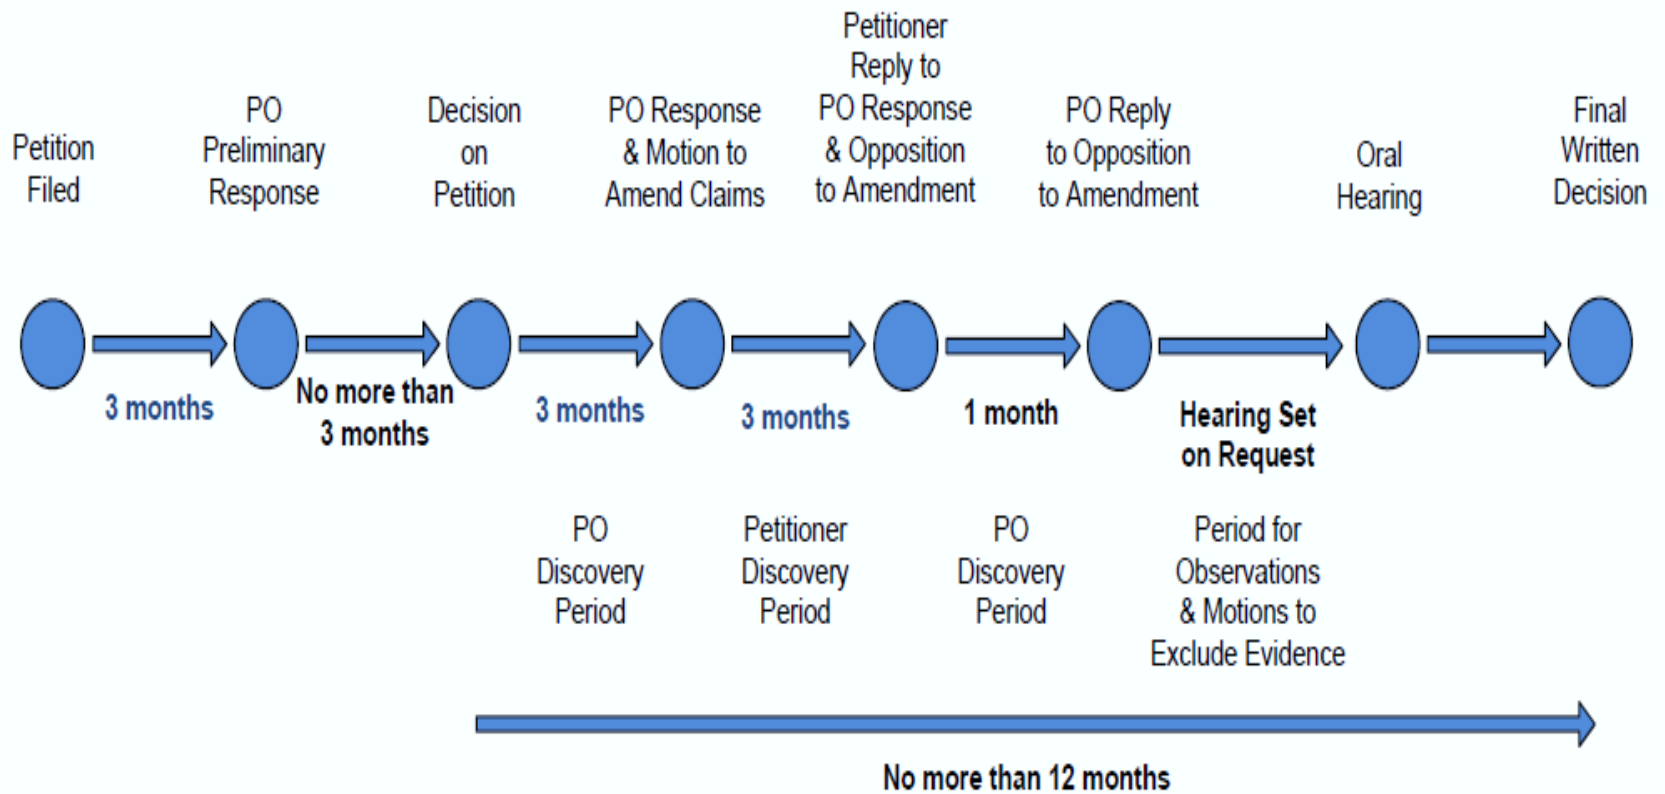 Petition
Filed
PO
Preliminary
Response
Decision
on
Petition
PO Response
& Motion to
Amend Claims
Petitioner
Reply to
PO Response
& Opposition
to Amendment
PO Reply
to Opposition
to Amendment
Oral
Hearing
Final
Written
Decision
3 months
No more than
3 months
3 months
3 months
1 month
Hearing Set
on Request
PO
Discovery
Period
Petitioner
Discovery
Period
PO
Discovery
Period
Period for
Observations
& Motions to
Exclude Evidence
No more than 12 months